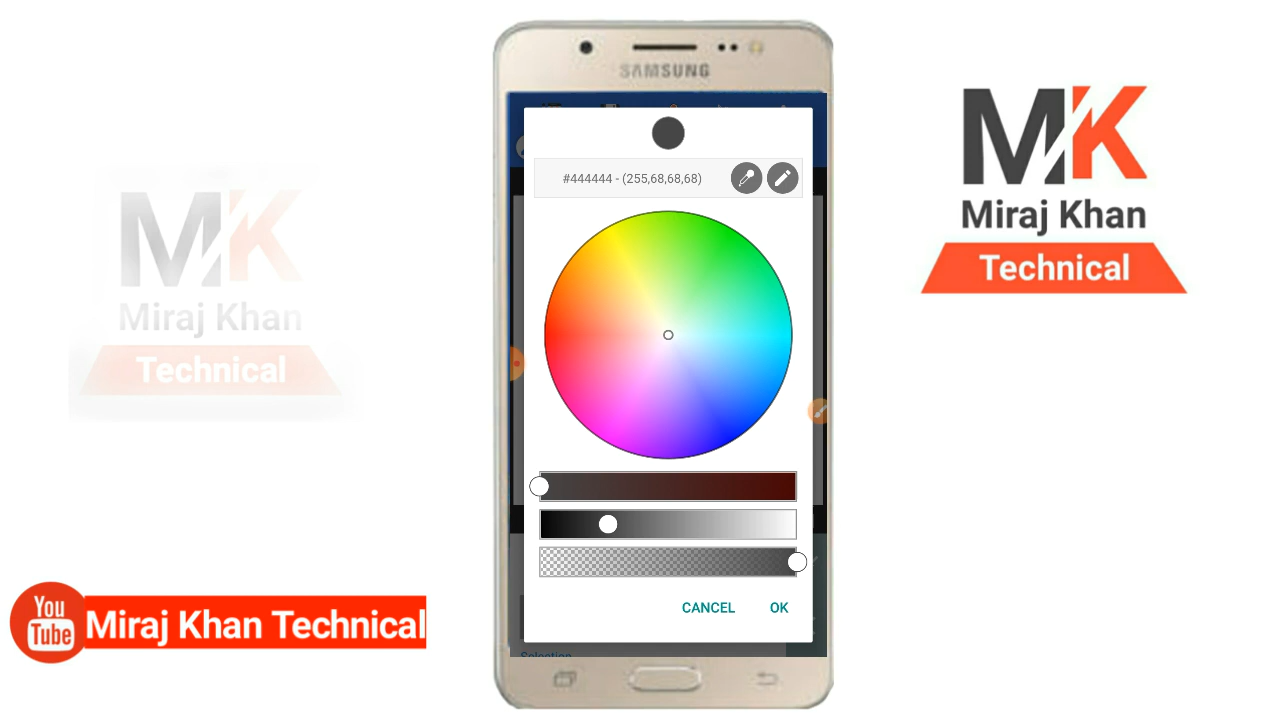 SAMSUNG
#444444 - (255,68,68,68)
CANCEL
OK
Selection
MK
Miraj Khan
Technical
MK
Miraj Khan
Technical
You
Tube
Miraj Khan Technical